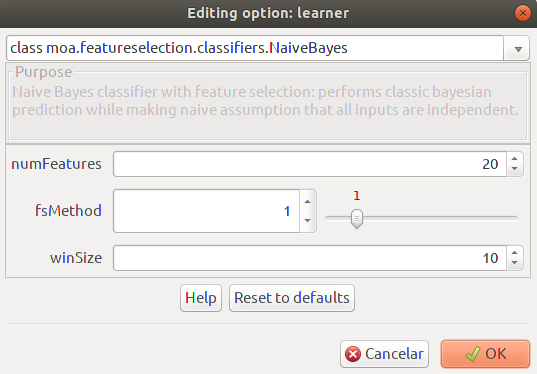 Editing option: learner
class moa.featureselection.classifiers.NaiveBayes
Purpose
Naive Bayes classifier with feature selection: performs classic bayesian
prediction while making naive assumption that all inputs are independent.
numFeatures 20
1
fsMethod 1
winSize 10
Help Reset to defaults
Cancelar OK